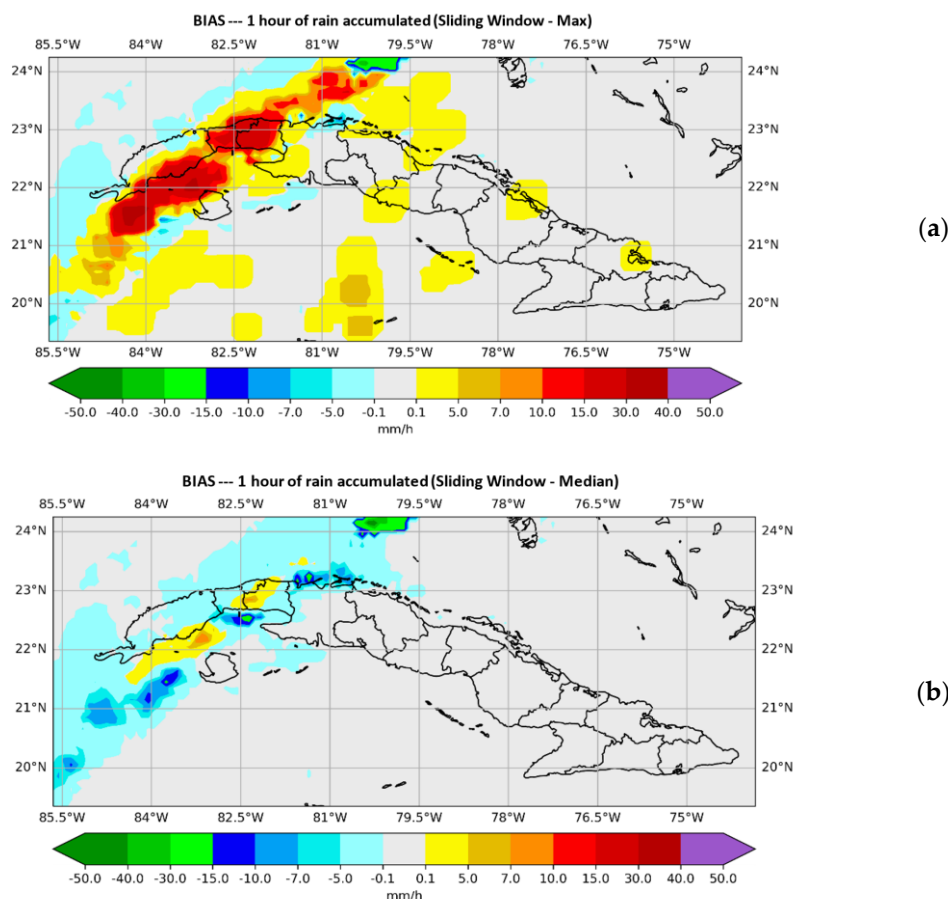 BIAS --- 1 hour of rain accumulated (Sliding Window - Max)
85.5°W 84°W 82.5°W 81°W 79.5°W 78°W 76.5°W 75°W
24°N 24°N
23°N 23°N
22°N 22°N
(a)
21°N 21°N
20°N 20°N
85.5°W 84°W 82.5°W 81°W 79.5°W 78°W 76.5°W 75°W
-50.0 -40.0 -30.0 -15.0 -10.0 -7.0 -5.0 -0.1 0.1 5.0 7.0 10.0 15.0 30.0 40.0 50.0
mm/h
BIAS --- 1 hour of rain accumulated (Sliding Window - Median)
85.5°W 84°W 82.5°W 81°W 79.5°W 78°W 76.5°W 75°W
24°N 24°N
23°N 23°N
22°N 22°N
(b)
21°N 21°N
20°N 20°N
85.5°W 84°W 82.5°W 81°W 79.5°W 78°W 76.5°W 75°W
-50.0 -40.0 -30.0 -15.0 -10.0 -7.0 -5.0 -0.1 0.1 5.0 7.0 10.0 15.0 30.0 40.0 50.0
mm/h